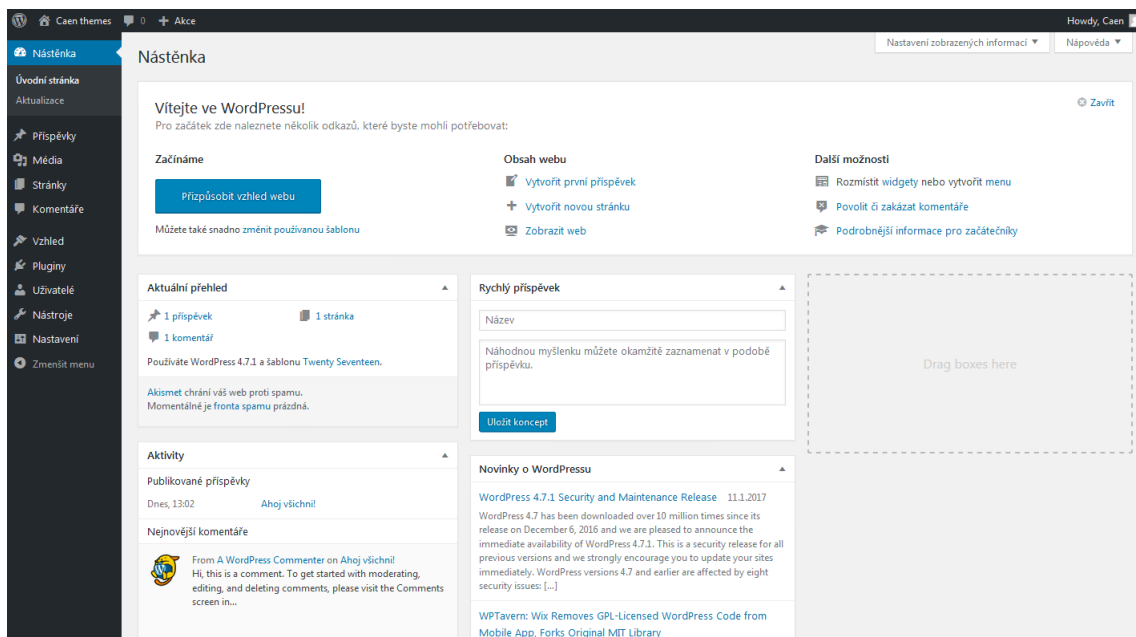 Caen themes 0 Akce
Howdy, Caen
Nástěnka
Úvodní stránka
Aktualizace
Příspěvky
Média
Stránky
Komentáře
Vzhled
Pluginy
Uživatelé
Nástroje
Nastavení
Zmenšit menu
Nastavení zobrazených informací ▼
Nápověda ▼
Nástěnka
Vítejte ve WordPressu!
Zavřít
Pro začátek zde naleznete několik odkazů, které byste mohli potřebovat:
Začínáme
Přizpůsobit vzhled webu
Můžete také snadno změnit používanou šablonu
Obsah webu
Vytvořit první příspěvek
Vytvořit novou stránku
Zobrazit web
Další možnosti
Rozmístit widgety nebo vytvořit menu
Povolit či zakázat komentáře
Podrobnější informace pro začátečníky
Aktuální přehled
1 příspěvek
1 stránka
1 komentář
Používáte WordPress 4.7.1 a šablonu Twenty Seventeen.
Akismet chrání váš web proti spamu.
Momentálně je fronta spamu prázdná.
Aktivity
Publikované příspěvky
Dnes, 13:02 Ahoj všichni!
Nejnovější komentáře
From A WordPress Commenter on Ahoj všichni!
Hi, this is a comment. To get started with moderating,
editing, and deleting comments, please visit the Comments
screen in...
Rychlý příspěvek
Název
Náhodnou myšlenku můžete okamžitě zaznamenat v podobě
příspěvku.
Uložit koncept
Novinky o WordPressu
WordPress 4.7.1 Security and Maintenance Release 11.1.2017
WordPress 4.7 has been downloaded over 10 million times since its
release on December 6, 2016 and we are pleased to announce the
immediate availability of WordPress 4.7.1. This is a security release for all
previous versions and we strongly encourage you to update your sites
immediately. WordPress versions 4.7 and earlier are affected by eight
security issues: [...]
WPTavern: Wix Removes GPL-Licensed WordPress Code from
Mobile App, Forks Original MIT Library
Drag boxes here